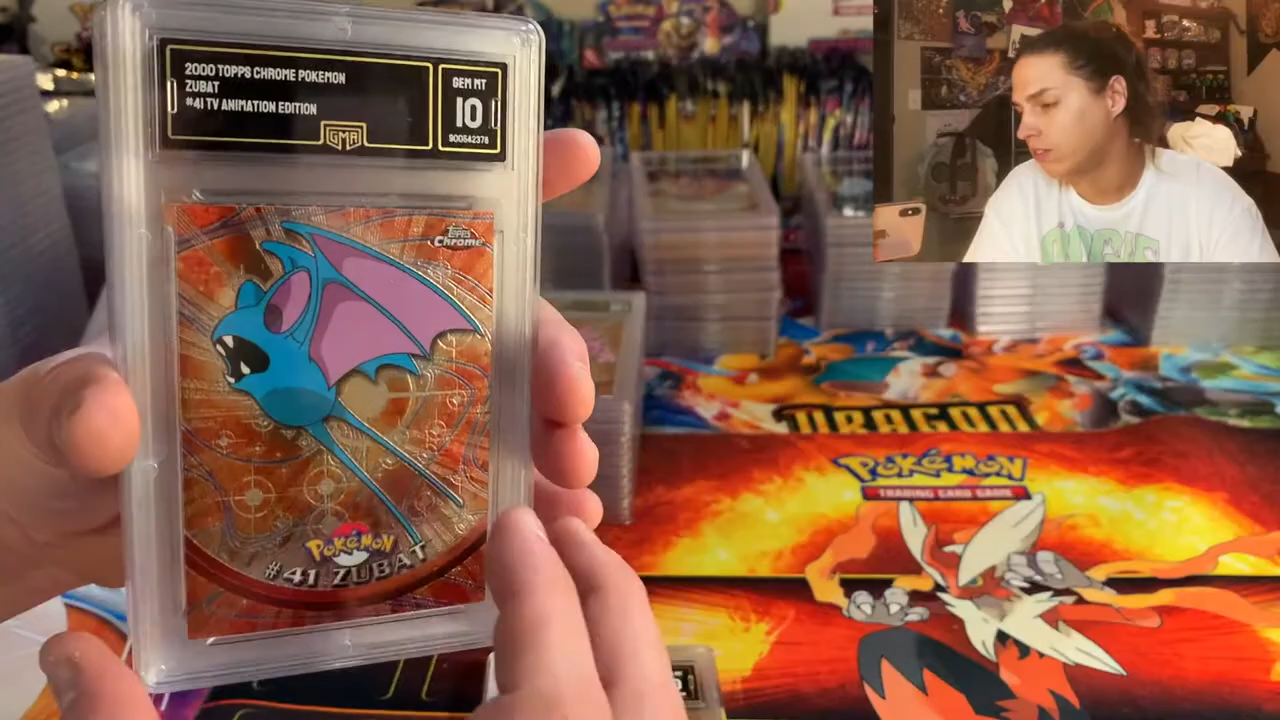 2000 TOPPS CHROME POKEMON
ZUBAT
#41 TV ANIMATION EDITION
GEM MT
10
900542378
GMA
TOPPS
Chrome
POKéMON
#41 ZUBAT
DRAGON
POKéMON
TRADING CARD GAME